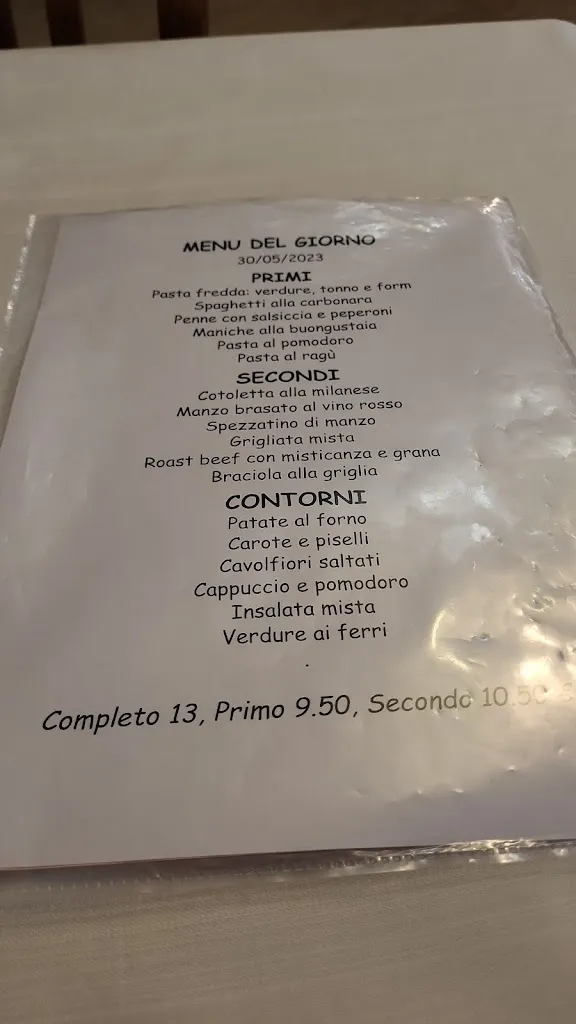 MENU DEL GIORNO
30/05/2023
PRIMI
Pasta fredda: verdure, tonno e form
Spaghetti alla carbonara
Penne con salsiccia e peperoni
Maniche alla buongustaia
Pasta al pomodoro
Pasta al ragù
SECONDI
Cotoletta alla milanese
Manzo brasato al vino rosso
Spezzatino di manzo
Grigliata mista
Roast beef con misticanza e grana
Braciola alla griglia
CONTORNI
Patate al forno
Carote e piselli
Cavolfiori saltati
Cappuccio e pomodoro
Insalata mista
Verdure ai ferri
.
Completo 13, Primo 9.50, Secondo 10.50